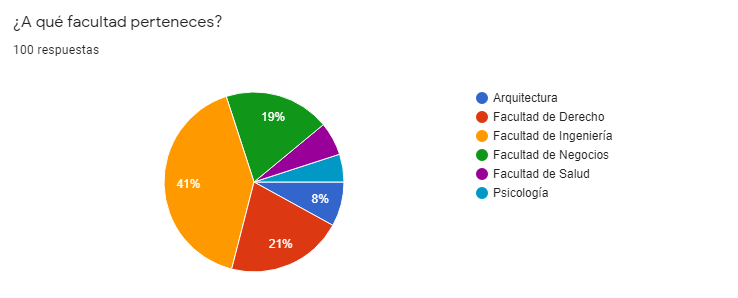 ¿A qué facultad perteneces?
100 respuestas
Arquitectura
Facultad de Derecho
Facultad de Ingeniería
Facultad de Negocios
Facultad de Salud
Psicología
19%
41%
8%
21%